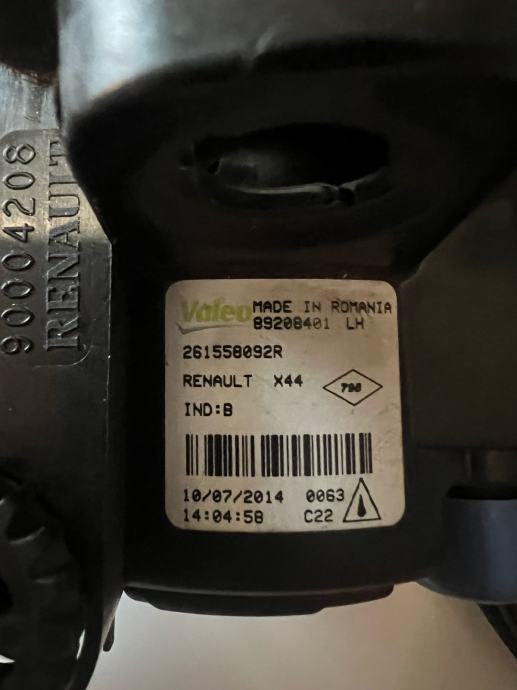 90004208
RENAULT
Valeo MADE IN ROMANIA
89208401 LH
261558092R
RENAULT X44
IND:B
10/07/2014 0063
14:04:58 C22